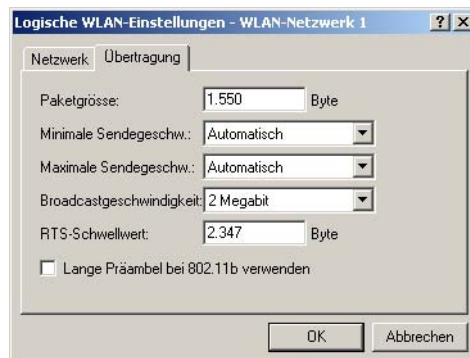 Logische WLAN-Einstellungen - WLAN-Netzwerk 1
Netzwerk Übertragung
Paketgrösse: 1.550 Byte
Minimale Sendegeschw.: Automatisch
Maximale Sendegeschw.: Automatisch
Broadcastgeschwindigkeit: 2 Megabit
RTS-Schwellwert: 2.347 Byte
Lange Präambel bei 802.11b verwenden
OK Abbrechen